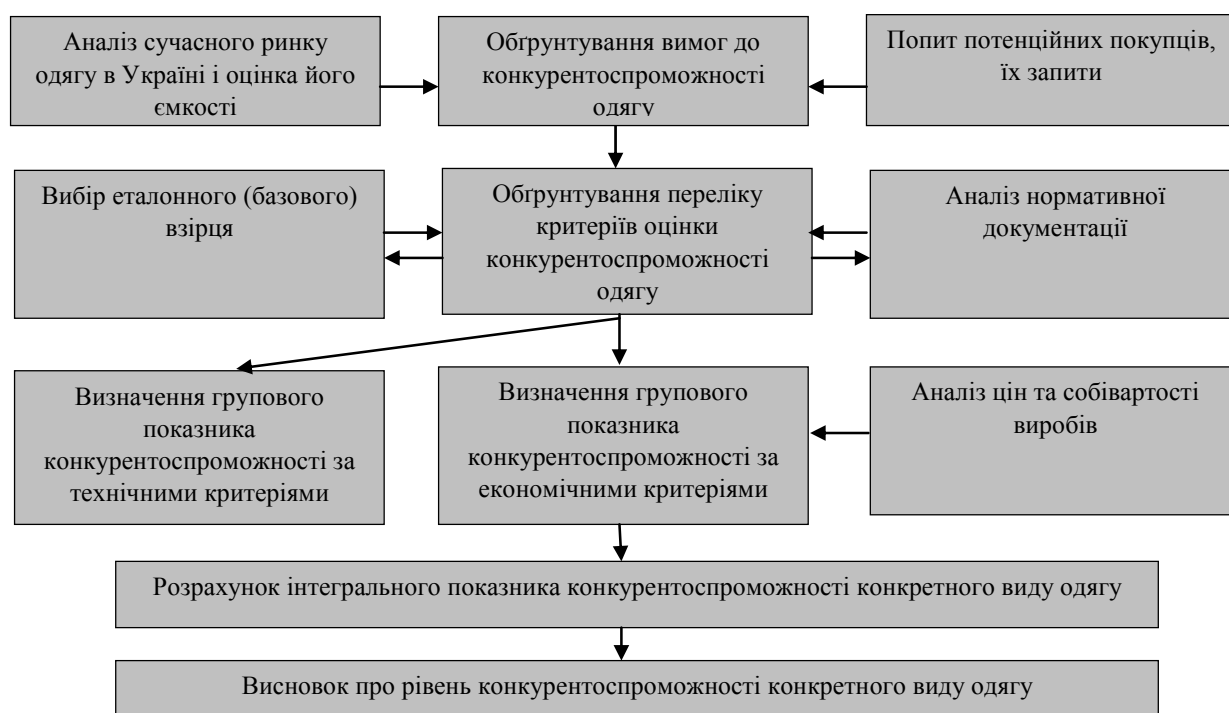 Аналіз сучасного ринку
одягу в Україні і оцінка його
ємкості
Обґрунтування вимог до
конкурентоспроможності
одягу
Попит потенційних покупців,
їх запити
Вибір еталонного (базового)
взірця
Обґрунтування переліку
критеріїв оцінки
конкурентоспроможності
одягу
Аналіз нормативної
документації
Визначення групового
показника
конкурентоспроможності за
технічними критеріями
Визначення групового
показника
конкурентоспроможності за
економічними критеріями
Аналіз цін та собівартості
виробів
Розрахунок інтегрального показника конкурентоспроможності конкретного виду одягу
Висновок про рівень конкурентоспроможності конкретного виду одягу